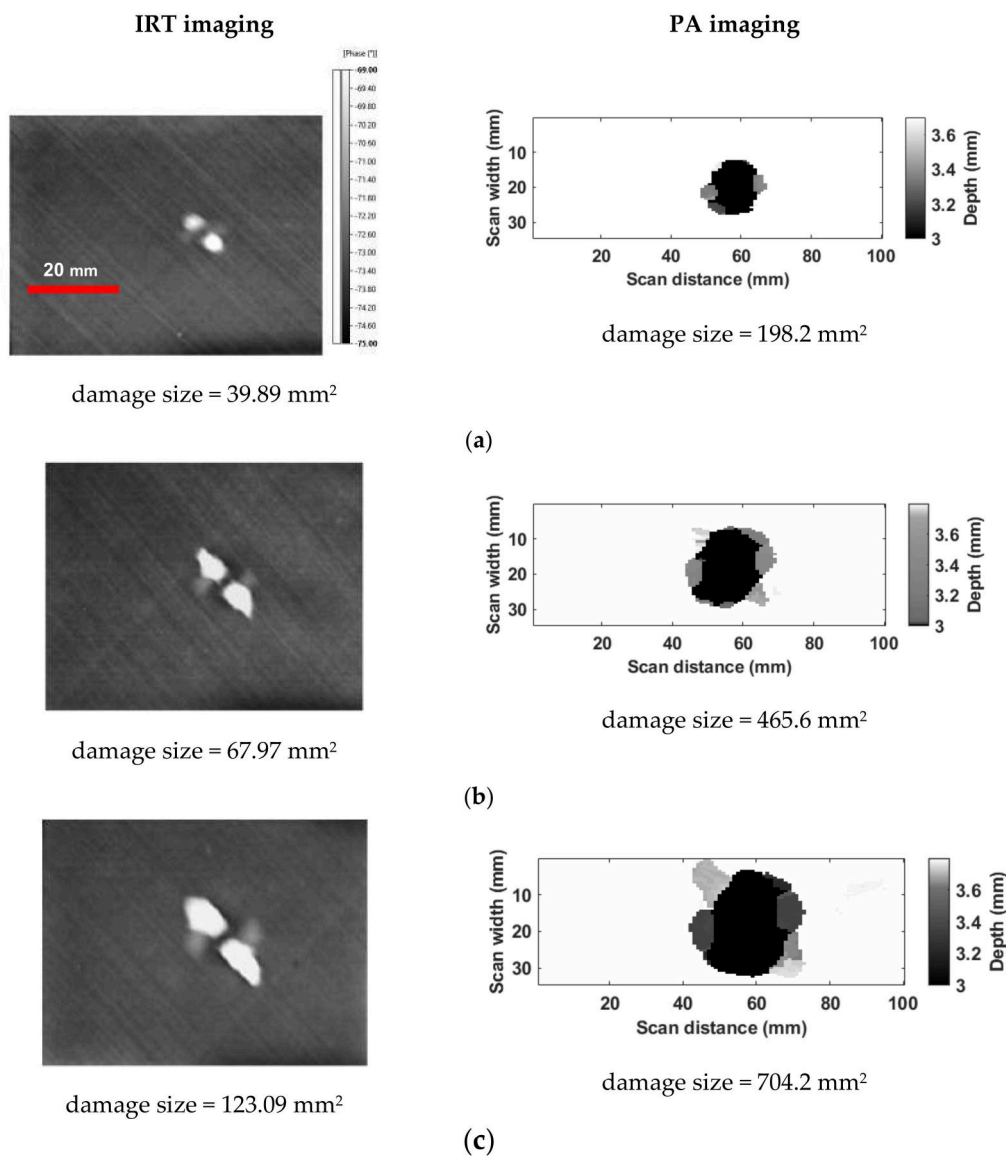 IRT imaging
PA imaging
[Phase (°)]
-69.00
-69.40
-69.80
-70.20
-70.60
-71.00
-71.40
-71.80
-72.20
-72.60
-73.00
-73.40
-73.80
-74.20
-74.60
-75.00
20 mm
Scan width (mm)
10
20
30
20 40 60 80 100
Scan distance (mm)
3.6
3.4
3.2
3
Depth (mm)
damage size = 39.89 mm²
damage size = 198.2 mm²
(a)
Scan width (mm)
10
20
30
20 40 60 80 100
Scan distance (mm)
3.6
3.4
3.2
3
Depth (mm)
damage size = 67.97 mm²
damage size = 465.6 mm²
(b)
Scan width (mm)
10
20
30
20 40 60 80 100
Scan distance (mm)
3.6
3.4
3.2
3
Depth (mm)
damage size = 123.09 mm²
damage size = 704.2 mm²
(c)